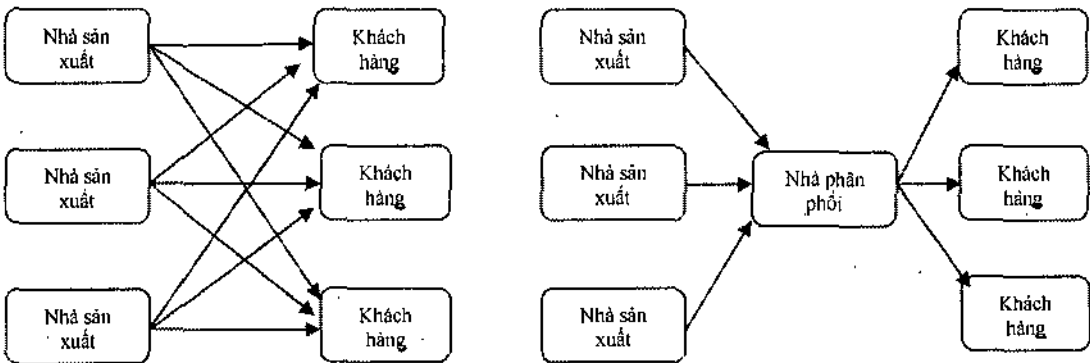 Nhà sản
xuất
Khách
hàng
Nhà sản
xuất
Khách
hàng
Nhà sản
xuất
Khách
hàng
Nhà sản
xuất
Khách
hàng
Nhà sản
xuất
Nhà phân
phối
Khách
hàng
Nhà sản
xuất
Khách
hàng